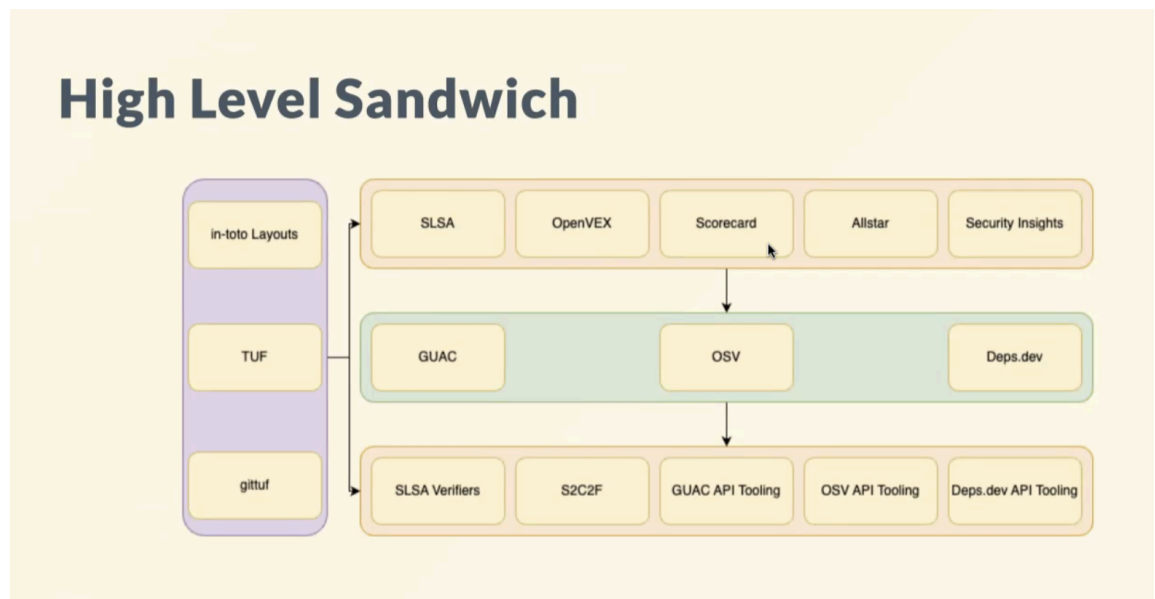 High Level Sandwich
in-toto Layouts
TUF
gittuf
SLSA
OpenVEX
Scorecard
Allstar
Security Insights
GUAC
OSV
Deps.dev
SLSA Verifiers
S2C2F
GUAC API Tooling
OSV API Tooling
Deps.dev API Tooling